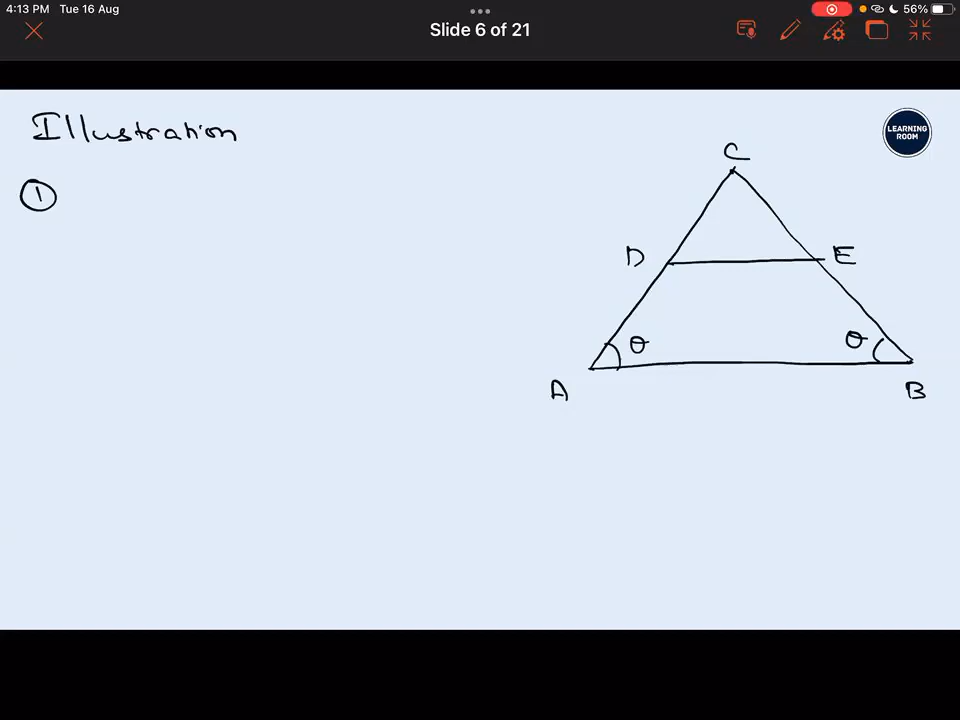 4:13 PM Tue 16 Aug
56%
Slide 6 of 21
Illustration
LEARNING
ROOM
1
C
D
E
θ
θ
A
B